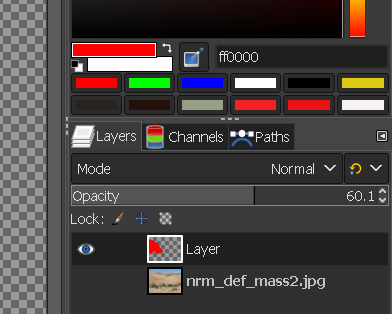 ff0000
Layers Channels Paths
Mode Normal
Opacity 60.1
Lock:
Layer
nrm_def_mass2.jpg